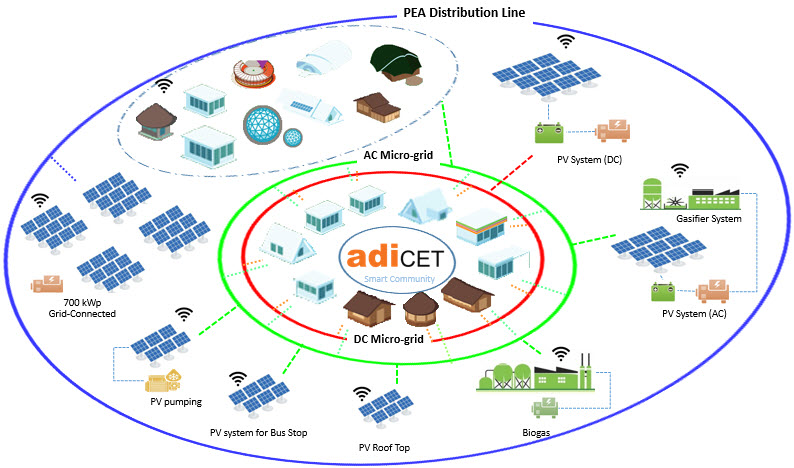 PEA Distribution Line
AC Micro-grid
PV System (DC)
Gasifier System
adiCET
Smart Community
PV System (AC)
700 kWp
Grid-Connected
DC Micro-grid
PV pumping
PV system for Bus Stop
PV Roof Top
Biogas